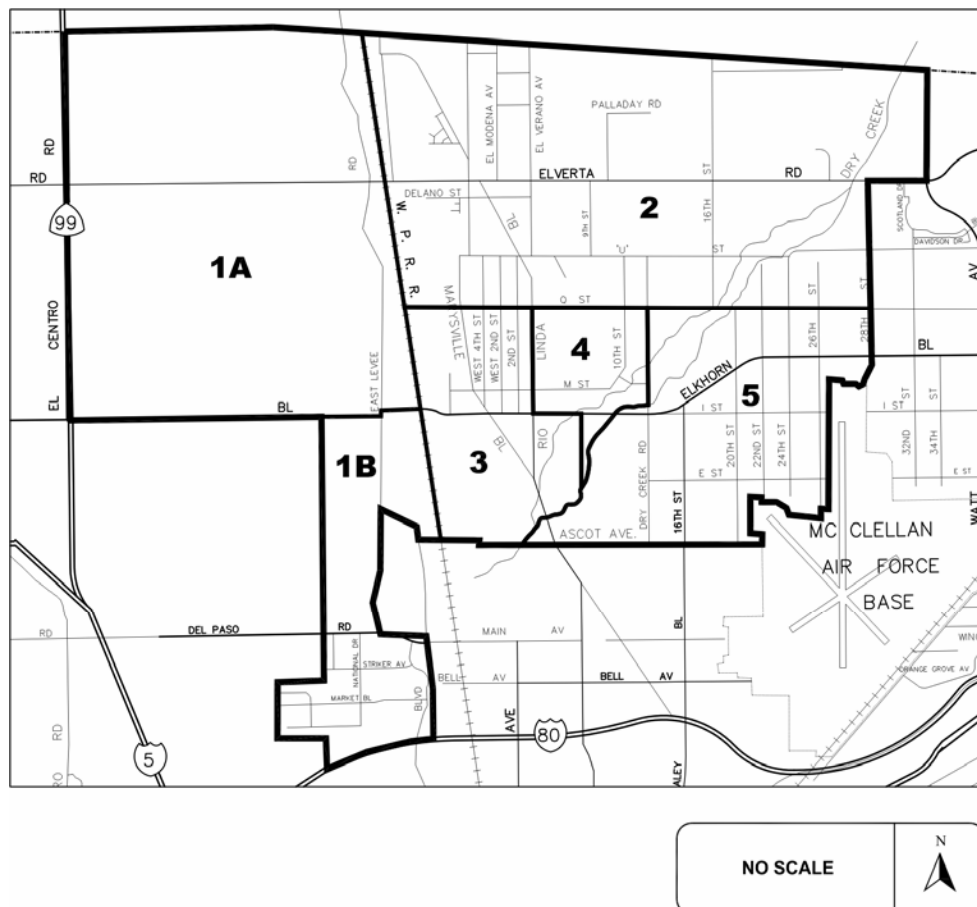 PALLADAY RD
EL MODENA AV
EL VERANO AV
DRY CREEK
RD
RD
RD
ELVERTA
RD
DELANO ST
9TH ST
2
16TH
ST
SCOTLAND DR
99
W. P. R. R.
BL
"U"
ST
DAVIDSON DR
1A
Q ST
AV
EL CENTRO
MARYSVILLE
WEST 4TH ST
WEST 2ND ST
2ND ST
LINDA
4
10TH ST
26TH ST
28TH ST
BL
EAST LEVEE
M ST
ELKHORN
5
BL
I ST
I ST
1B
BL
3
RIO
DRY CREEK RD
20TH ST
22ND ST
24TH ST
32ND ST
34TH ST
E ST
E ST
16TH ST
WATT
ASCOT AVE.
MC CLELLAN
AIR FORCE
BASE
RD
DEL PASO
RD
MAIN AV
BL
NATIONAL DR
STRIKER AV
MARKET BL
BLVD
BELL AV
BELL AV
ORANGE GROVE AV
AVE
80
5
RD
NO SCALE
N